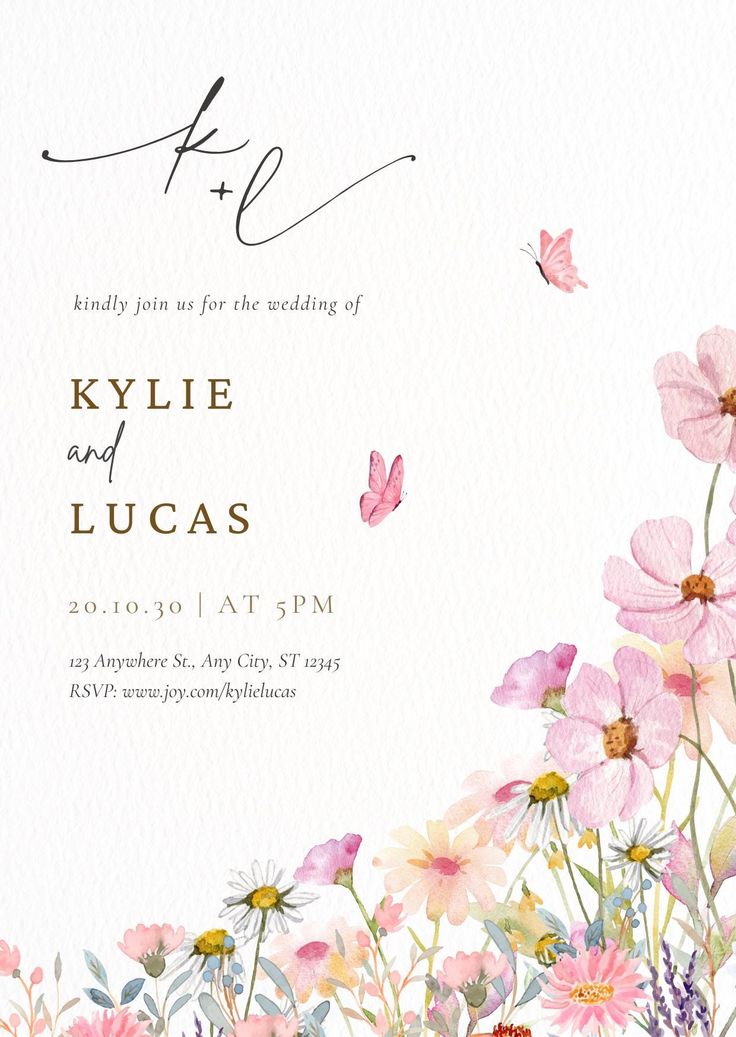 k
+ l
kindly join us for the wedding of
KYLIE
and
LUCAS
20.10.30 | AT 5PM
123 Anywhere St., Any City, ST 12345
RSVP: www.joy.com/kylielucas